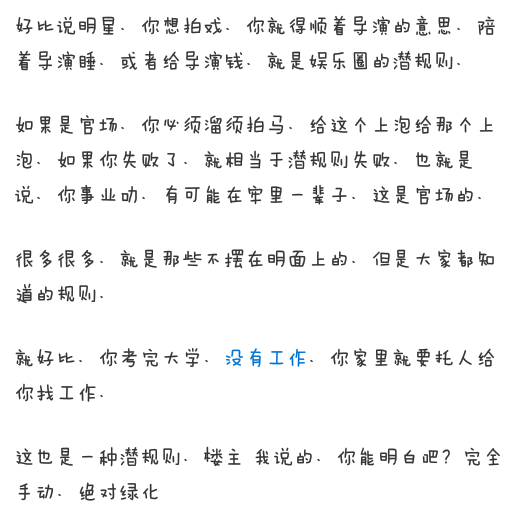 好比说明星. 你想拍戏. 你就得顺着导演的意思. 陪
着导演睡. 或者给导演钱. 就是娱乐圈的潜规则.
如果是官场. 你必须溜须拍马. 给这个上泡给那个上
泡. 如果你失败了. 就相当于潜规则失败. 也就是
说. 你事业叻. 有可能在牢里一辈子. 这是官场的.
很多很多. 就是那些不摆在明面上的. 但是大家都知
道的规则.
就好比. 你考完大学. 没有工作. 你家里就要托人给
你找工作.
这也是一种潜规则. 楼主 我说的. 你能明白吧? 完全
手动. 绝对绿化